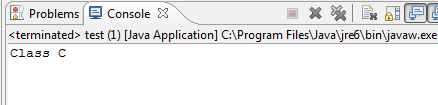 Problems Console
<terminated> test (1) [Java Application] C:\Program Files\Java\jre6\bin\javaw.exe
Class C